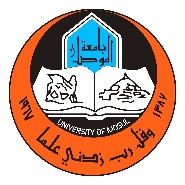 جامعة
الموصل
UNIVERSITY OF MOSUL
١٩٦٧
وقل رب زدني علما
١٣٨٧